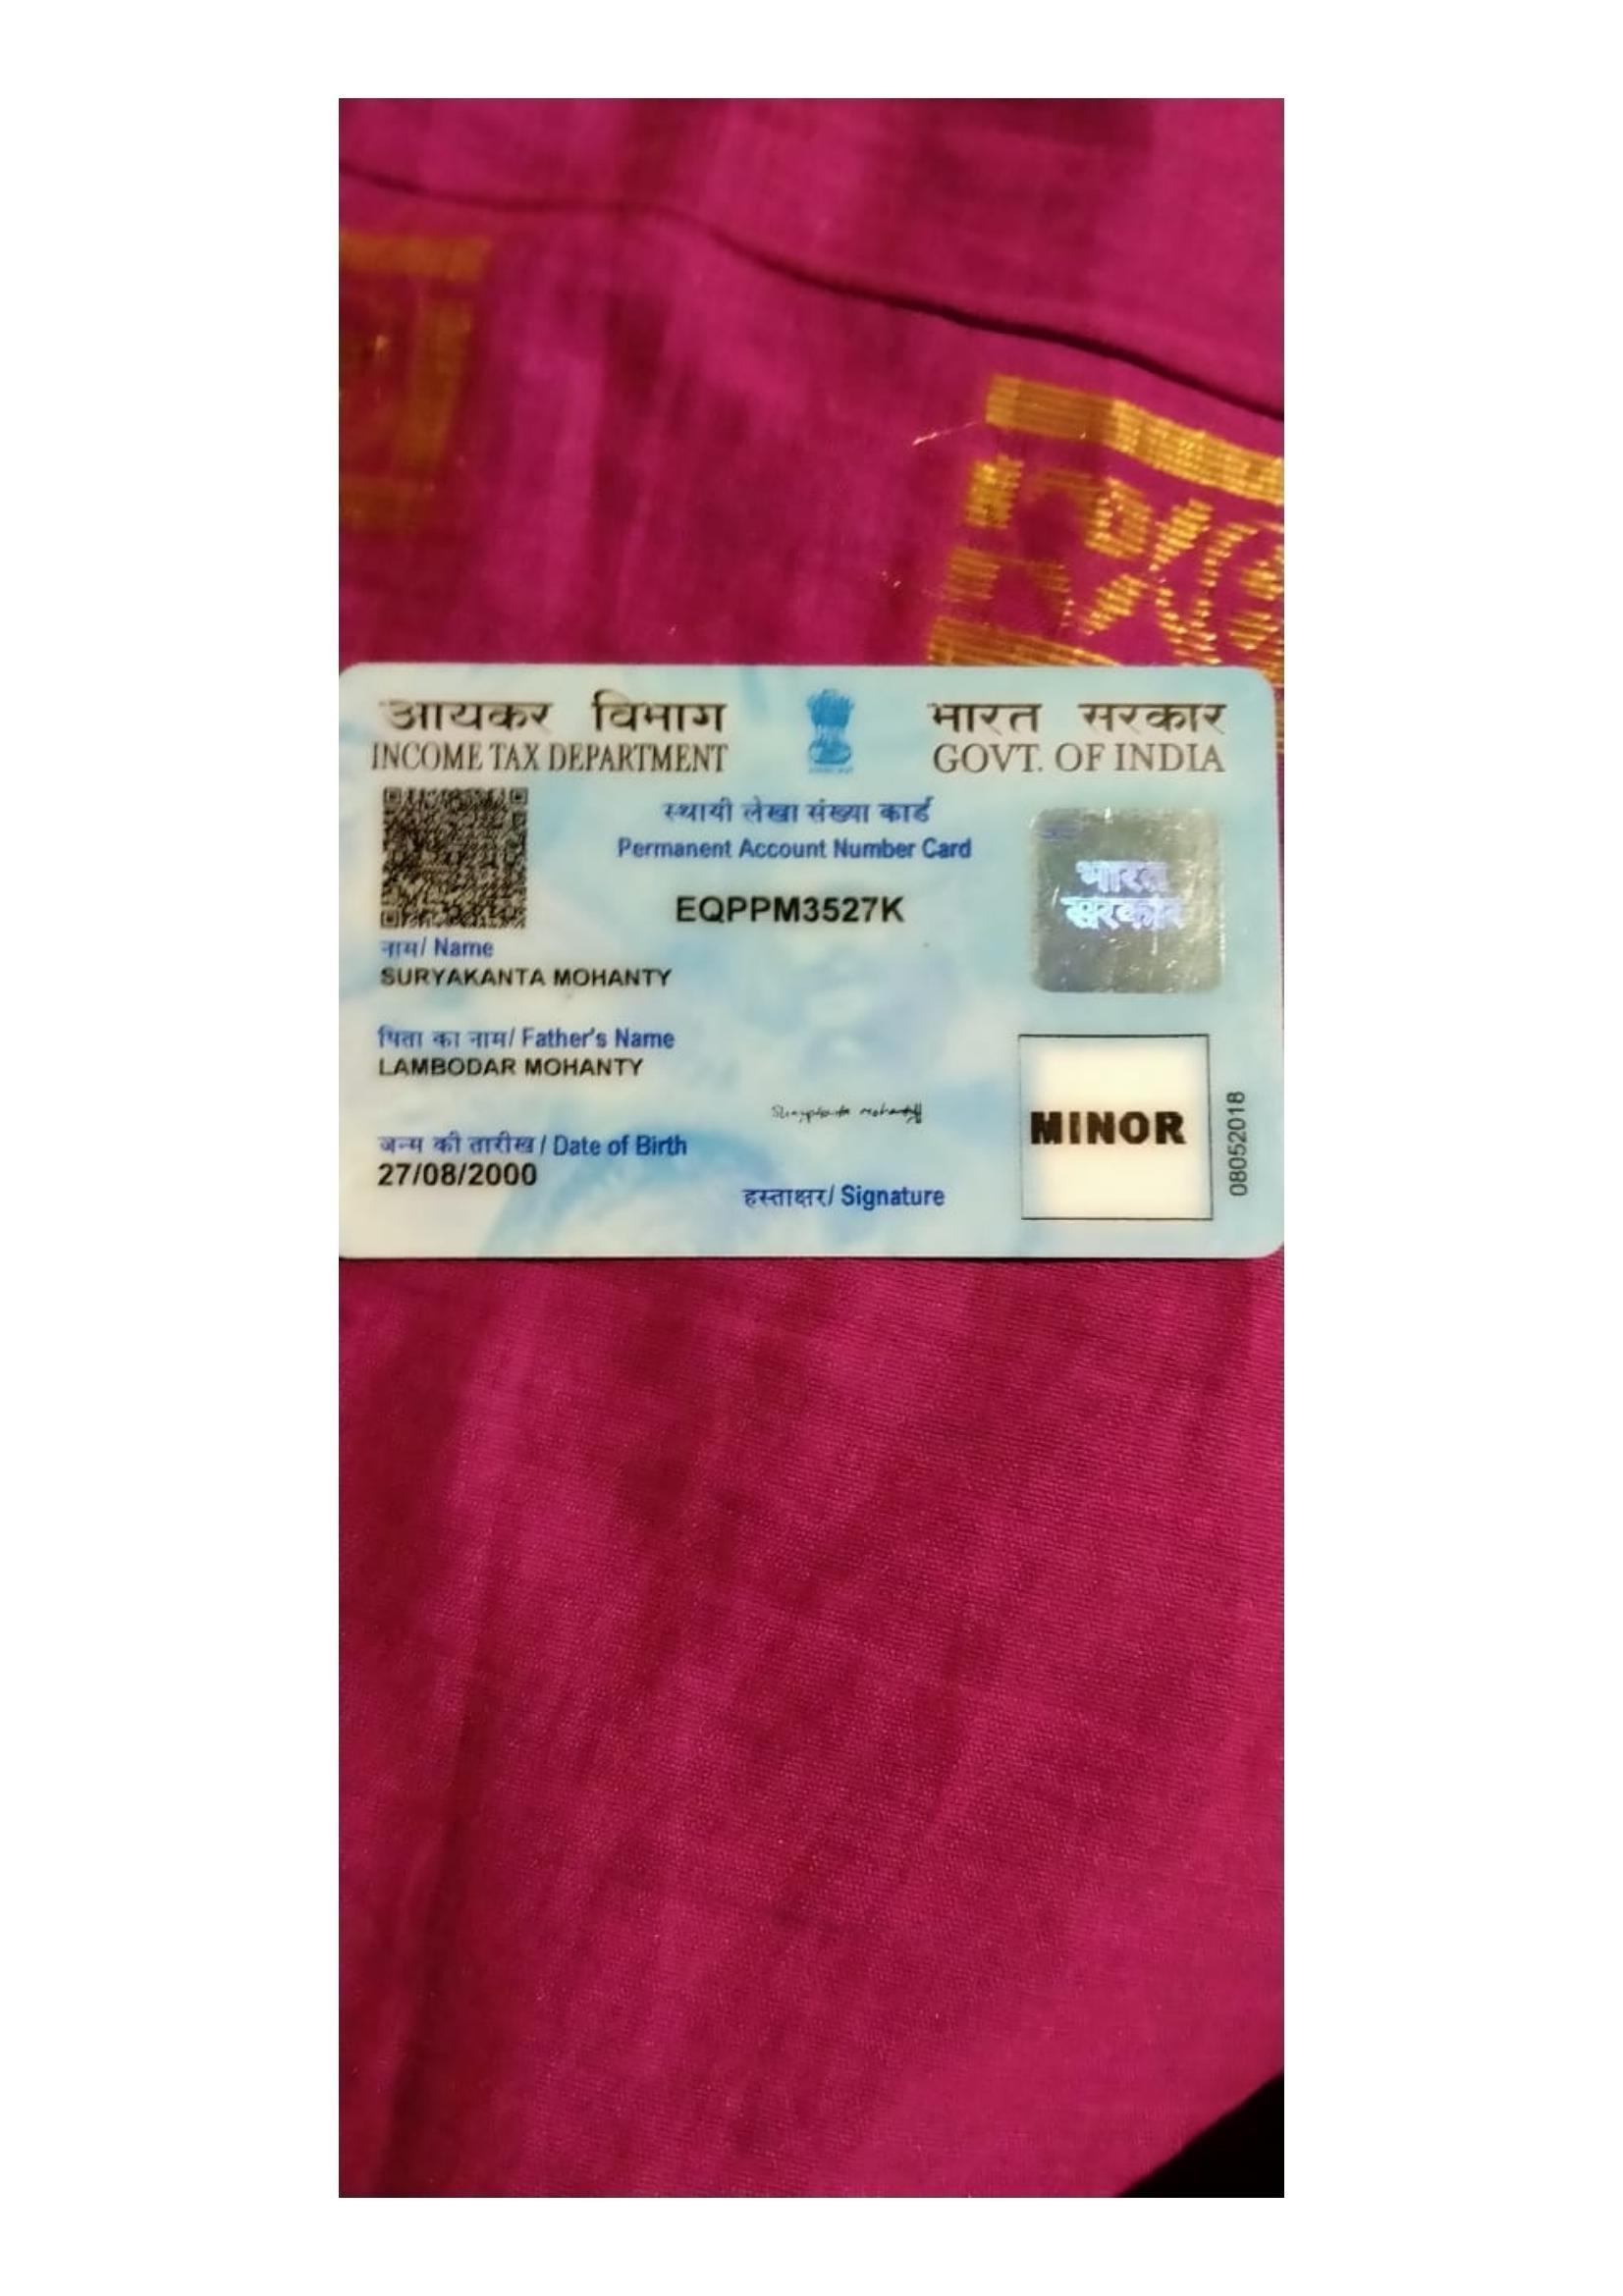 आयकर विभाग
INCOME TAX DEPARTMENT
भारत सरकार
GOVT. OF INDIA
स्थायी लेखा संख्या कार्ड
Permanent Account Number Card
EQPPM3527K
भारत
सरकार
नाम/ Name
SURYAKANTA MOHANTY
पिता का नाम/ Father's Name
LAMBODAR MOHANTY
जन्म की तारीख / Date of Birth
27/08/2000
Suryakanta Mohanty
हस्ताक्षर/ Signature
MINOR
08052018